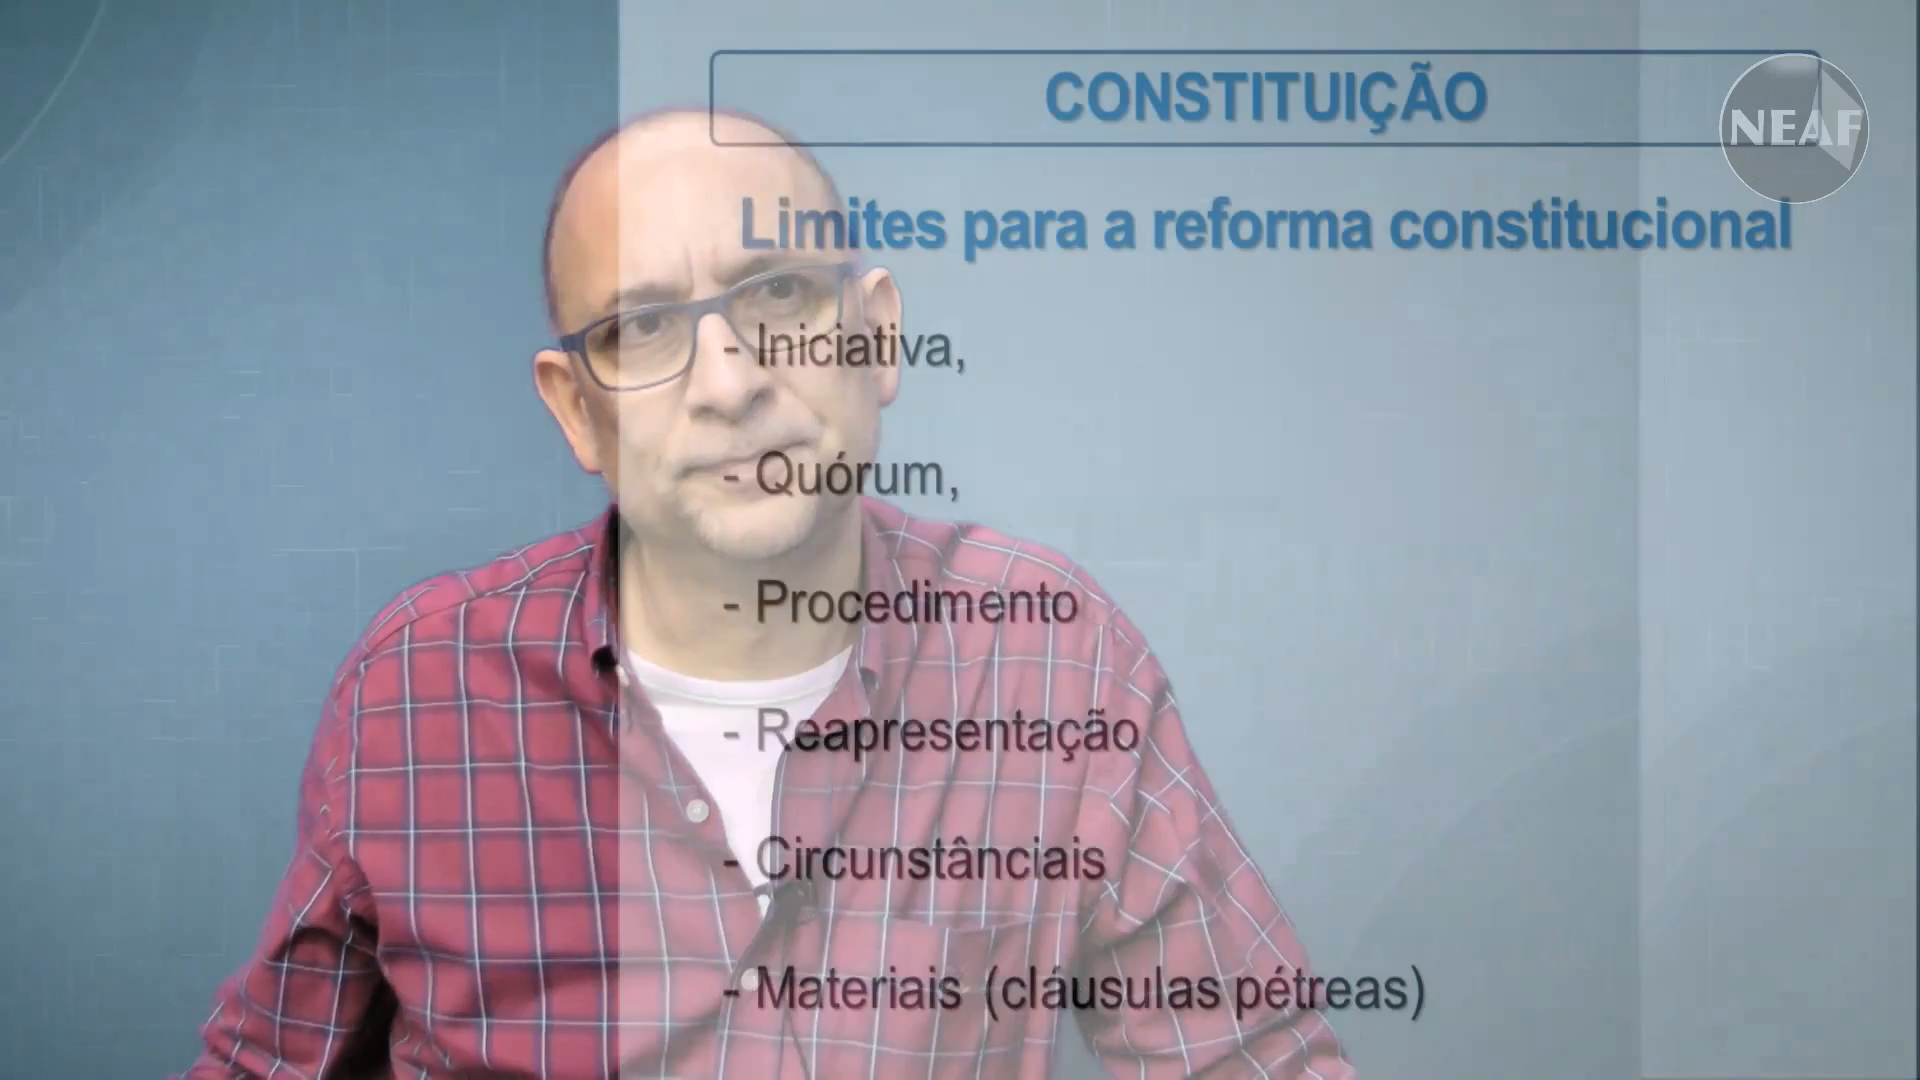 CONSTITUIÇÃO
NEAF
Limites para a reforma constitucional
- Iniciativa,
- Quórum,
- Procedimento
- Reapresentação
- Circunstânciais
- Materiais (cláusulas pétreas)